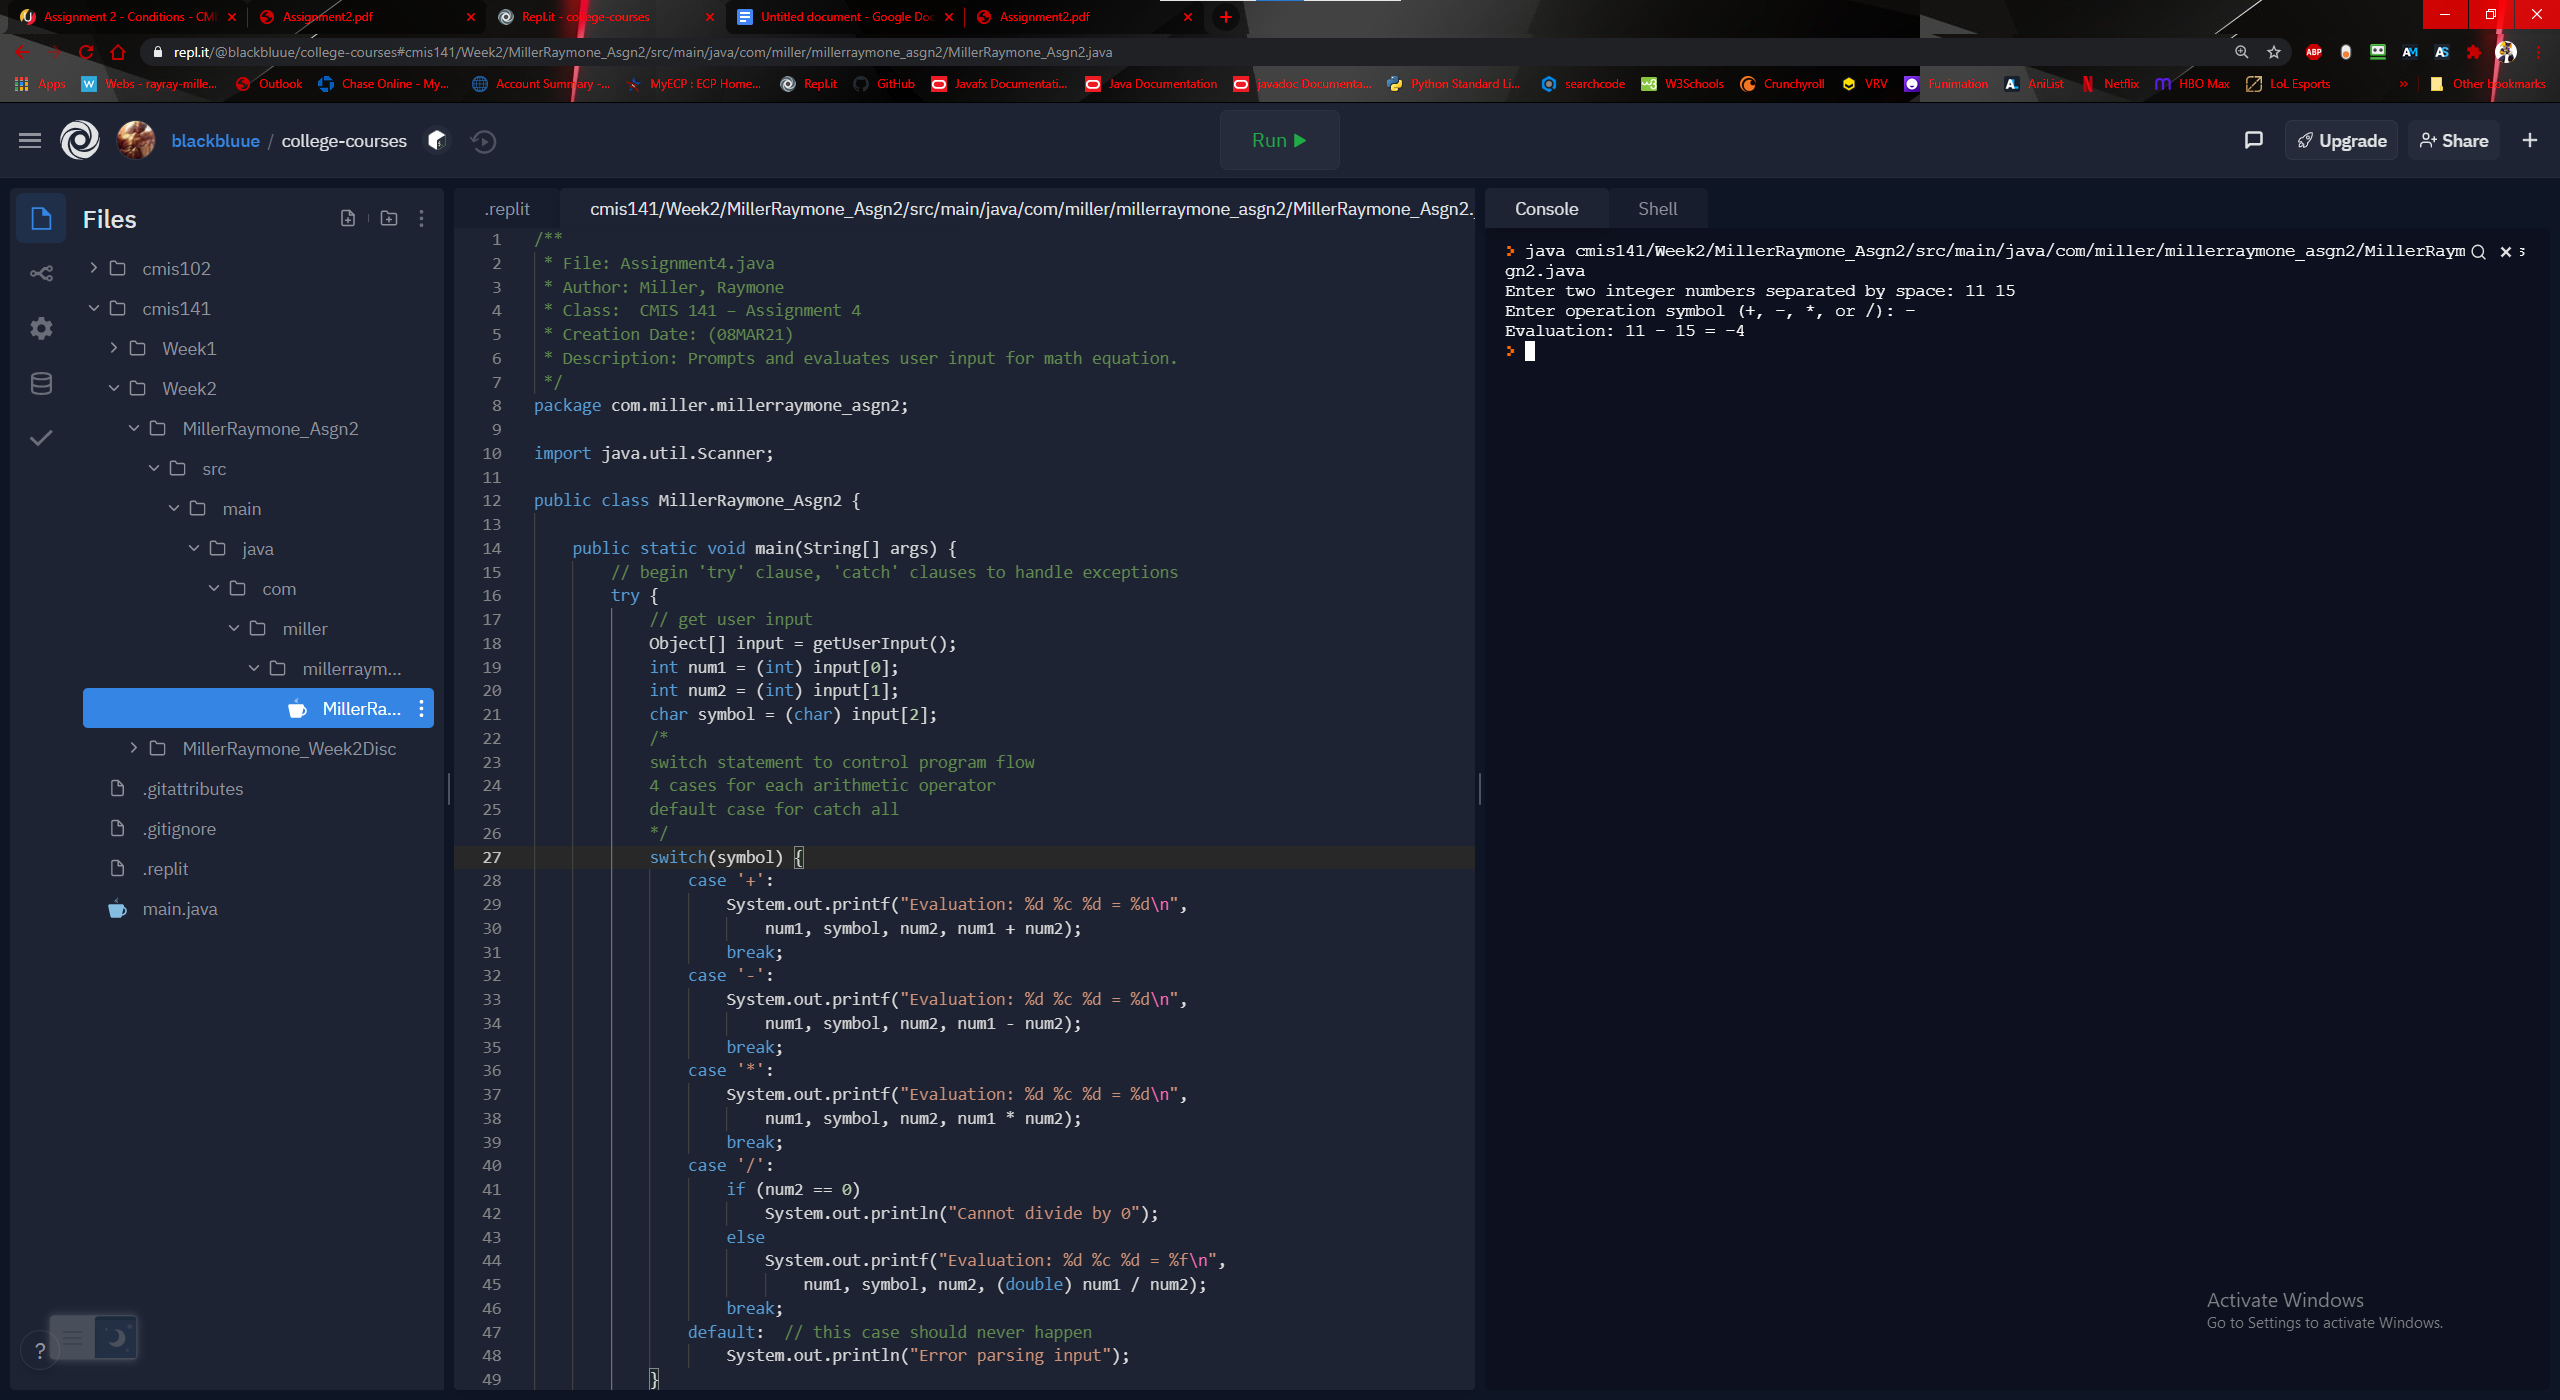 Assignment 2 - Conditions - CMI
Assignment2.pdf
Repl.it - college-courses
Untitled document - Google Doc
Assignment2.pdf
repl.it/@blackbluue/college-courses#cmis141/Week2/MillerRaymone_Asgn2/src/main/java/com/miller/millerraymone_asgn2/MillerRaymone_Asgn2.java
Apps
Webs - rayray-mille...
Outlook
Chase Online - My...
Account Summary -...
MyECP : ECP Home...
Repl.it
GitHub
Javafx Documentati...
Java Documentation
javadoc Documenta...
Python Standard Li...
searchcode
W3Schools
Crunchyroll
VRV
Funimation
AniList
Netflix
HBO Max
LoL Esports
»
Other bookmarks
blackbluue / college-courses
Run
Upgrade
Share
Files
cmis102
cmis141
Week1
Week2
MillerRaymone_Asgn2
src
main
java
com
miller
millerraym...
MillerRa...
MillerRaymone_Week2Disc
.gitattributes
.gitignore
.replit
main.java
?
.replit
cmis141/Week2/MillerRaymone_Asgn2/src/main/java/com/miller/millerraymone_asgn2/MillerRaymone_Asgn2.
1 /**
2 * File: Assignment4.java
3 * Author: Miller, Raymone
4 * Class:  CMIS 141 – Assignment 4
5 * Creation Date: (08MAR21)
6 * Description: Prompts and evaluates user input for math equation.
7 */
8 package com.miller.millerraymone_asgn2;
9
10 import java.util.Scanner;
11
12 public class MillerRaymone_Asgn2 {
13
14 public static void main(String[] args) {
15 // begin 'try' clause, 'catch' clauses to handle exceptions
16 try {
17 // get user input
18 Object[] input = getUserInput();
19 int num1 = (int) input[0];
20 int num2 = (int) input[1];
21 char symbol = (char) input[2];
22 /*
23 switch statement to control program flow
24 4 cases for each arithmetic operator
25 default case for catch all
26 */
27 switch(symbol) {
28 case '+':
29 System.out.printf("Evaluation: %d %c %d = %d\n",
30 num1, symbol, num2, num1 + num2);
31 break;
32 case '-':
33 System.out.printf("Evaluation: %d %c %d = %d\n",
34 num1, symbol, num2, num1 - num2);
35 break;
36 case '*':
37 System.out.printf("Evaluation: %d %c %d = %d\n",
38 num1, symbol, num2, num1 * num2);
39 break;
40 case '/':
41 if (num2 == 0)
42 System.out.println("Cannot divide by 0");
43 else
44 System.out.printf("Evaluation: %d %c %d = %f\n",
45 num1, symbol, num2, (double) num1 / num2);
46 break;
47 default:  // this case should never happen
48 System.out.println("Error parsing input");
49 }
Console
Shell
java cmis141/Week2/MillerRaymone_Asgn2/src/main/java/com/miller/millerraymone_asgn2/MillerRaym
gn2.java
Enter two integer numbers separated by space: 11 15
Enter operation symbol (+, -, *, or /): -
Evaluation: 11 - 15 = -4
Activate Windows
Go to Settings to activate Windows.